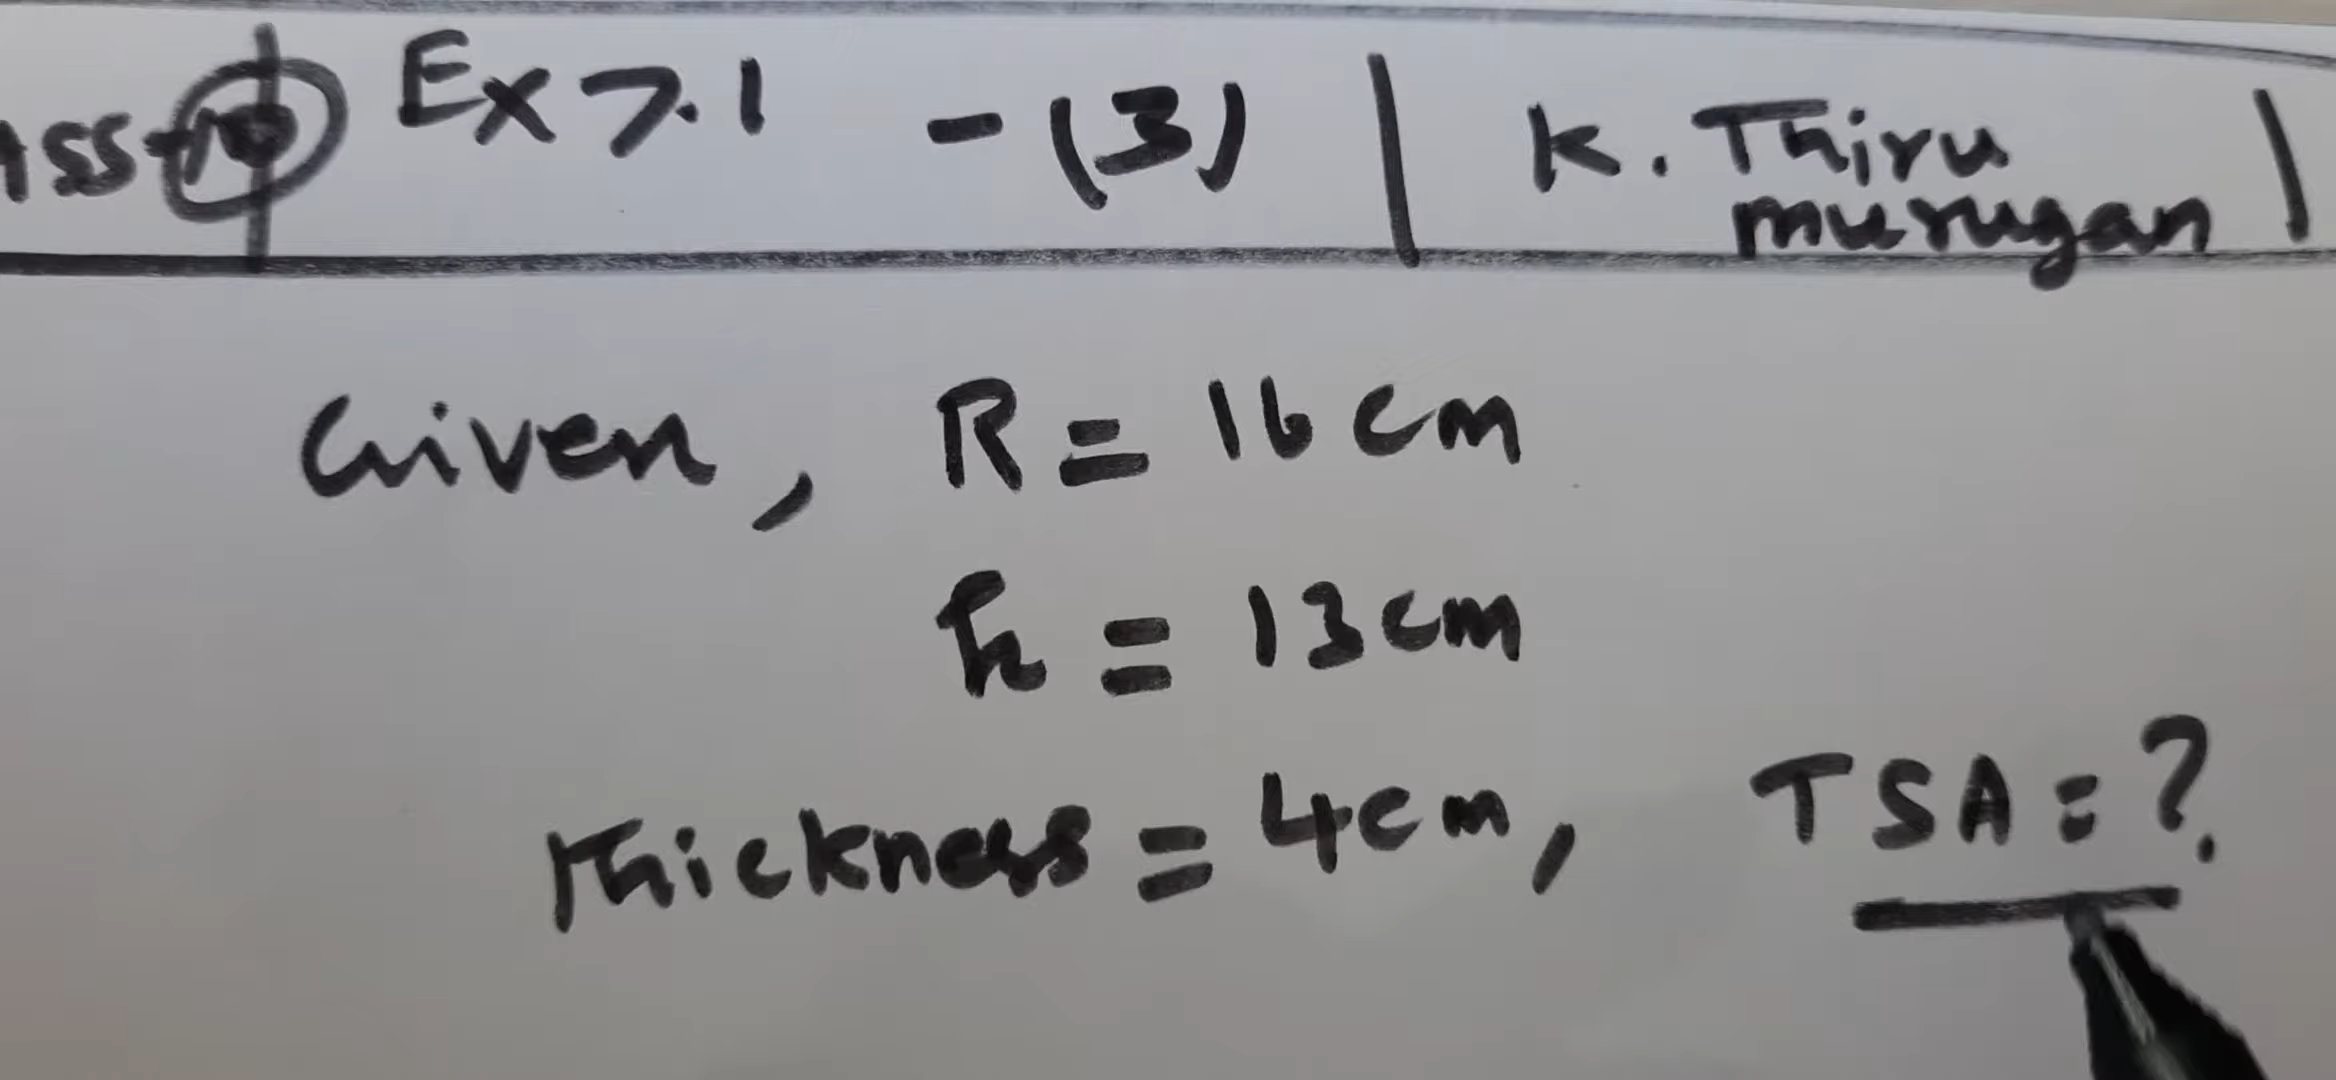 Ex 7.1 - (3) | K. Thiru
murugan |
Given, R = 16 cm
h = 13 cm
thickness = 4 cm, TSA = ?